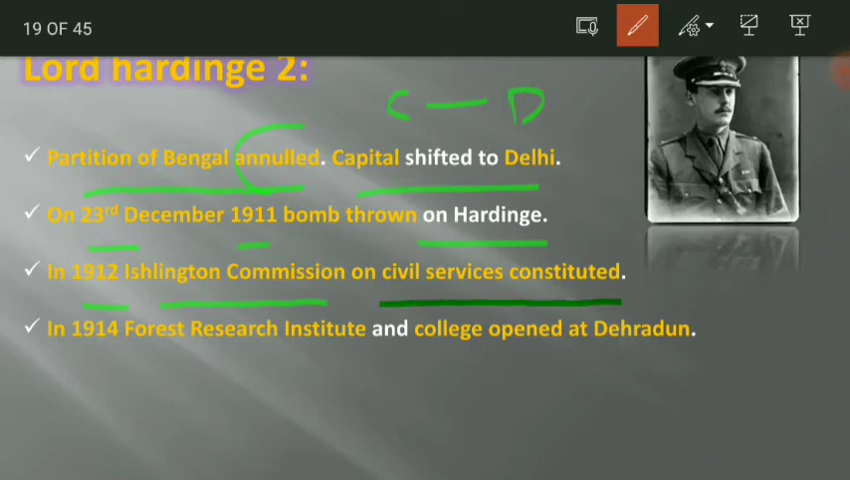 19 OF 45
Lord hardinge 2:
C — D
✓ Partition of Bengal annulled. Capital shifted to Delhi.
✓ On 23rd December 1911 bomb thrown on Hardinge.
✓ In 1912 Ishlington Commission on civil services constituted.
✓ In 1914 Forest Research Institute and college opened at Dehradun.